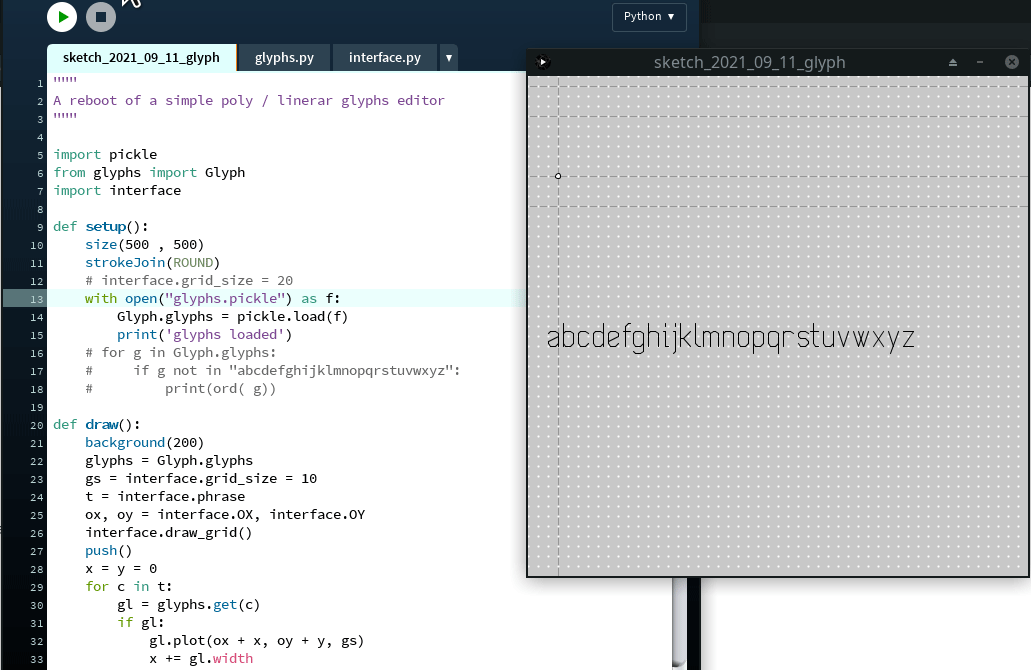 Python ▼
sketch_2021_09_11_glyph glyphs.py interface.py ▼
1 """
2 A reboot of a simple poly / linerar glyphs editor
3 """
4
5 import pickle
6 from glyphs import Glyph
7 import interface
8
9 def setup():
10     size(500 , 500)
11     strokeJoin(ROUND)
12     # interface.grid_size = 20
13     with open("glyphs.pickle") as f:
14         Glyph.glyphs = pickle.load(f)
15         print('glyphs loaded')
16     # for g in Glyph.glyphs:
17     #     if g not in "abcdefghijklmnopqrstuvwxyz":
18     #         print(ord( g))
19
20 def draw():
21     background(200)
22     glyphs = Glyph.glyphs
23     gs = interface.grid_size = 10
24     t = interface.phrase
25     ox, oy = interface.OX, interface.OY
26     interface.draw_grid()
27     push()
28     x = y = 0
29     for c in t:
30         gl = glyphs.get(c)
31         if gl:
32             gl.plot(ox + x, oy + y, gs)
33             x += gl.width
sketch_2021_09_11_glyph
abcdefghijklmnopqrstuvwxyz